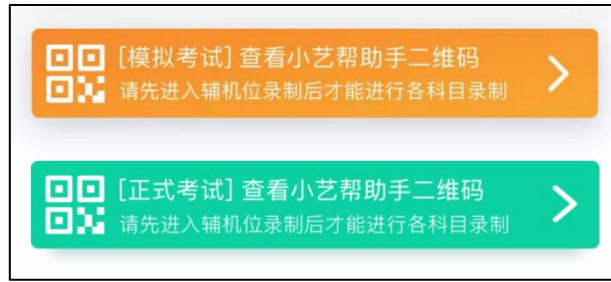 [模拟考试] 查看小艺帮助手二维码
请先进入辅机位录制后才能进行各科目录制
[正式考试] 查看小艺帮助手二维码
请先进入辅机位录制后才能进行各科目录制